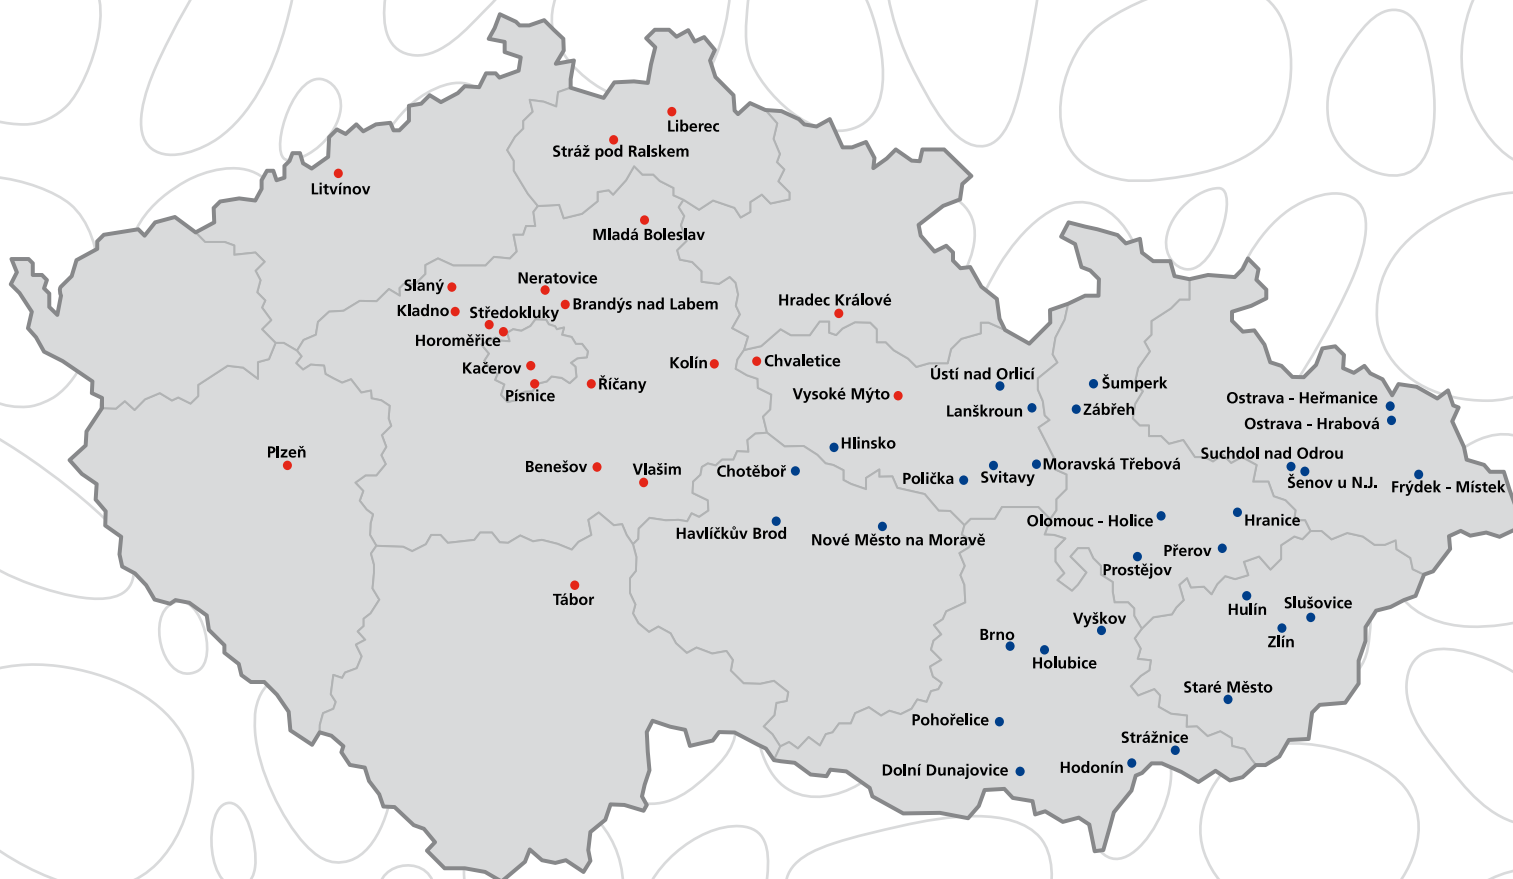 Liberec
Stráž pod Ralskem
Litvínov
Mladá Boleslav
Neratovice
Slaný
Brandýs nad Labem
Hradec Králové
Kladno
Středokluky
Horoměřice
Kačerov
Kolín
Chvaletice
Písnice
Říčany
Vysoké Mýto
Ústí nad Orlicí
Šumperk
Lanškroun
Zábřeh
Ostrava - Heřmanice
Ostrava - Hrabová
Plzeň
Benešov
Vlašim
Hlinsko
Chotěboř
Polička
Svitavy
Moravská Třebová
Suchdol nad Odrou
Šenov u N.J.
Frýdek - Místek
Havlíčkův Brod
Nové Město na Moravě
Olomouc - Holice
Hranice
Přerov
Prostějov
Tábor
Hulín
Slušovice
Vyškov
Brno
Zlín
Holubice
Staré Město
Pohořelice
Strážnice
Dolní Dunajovice
Hodonín